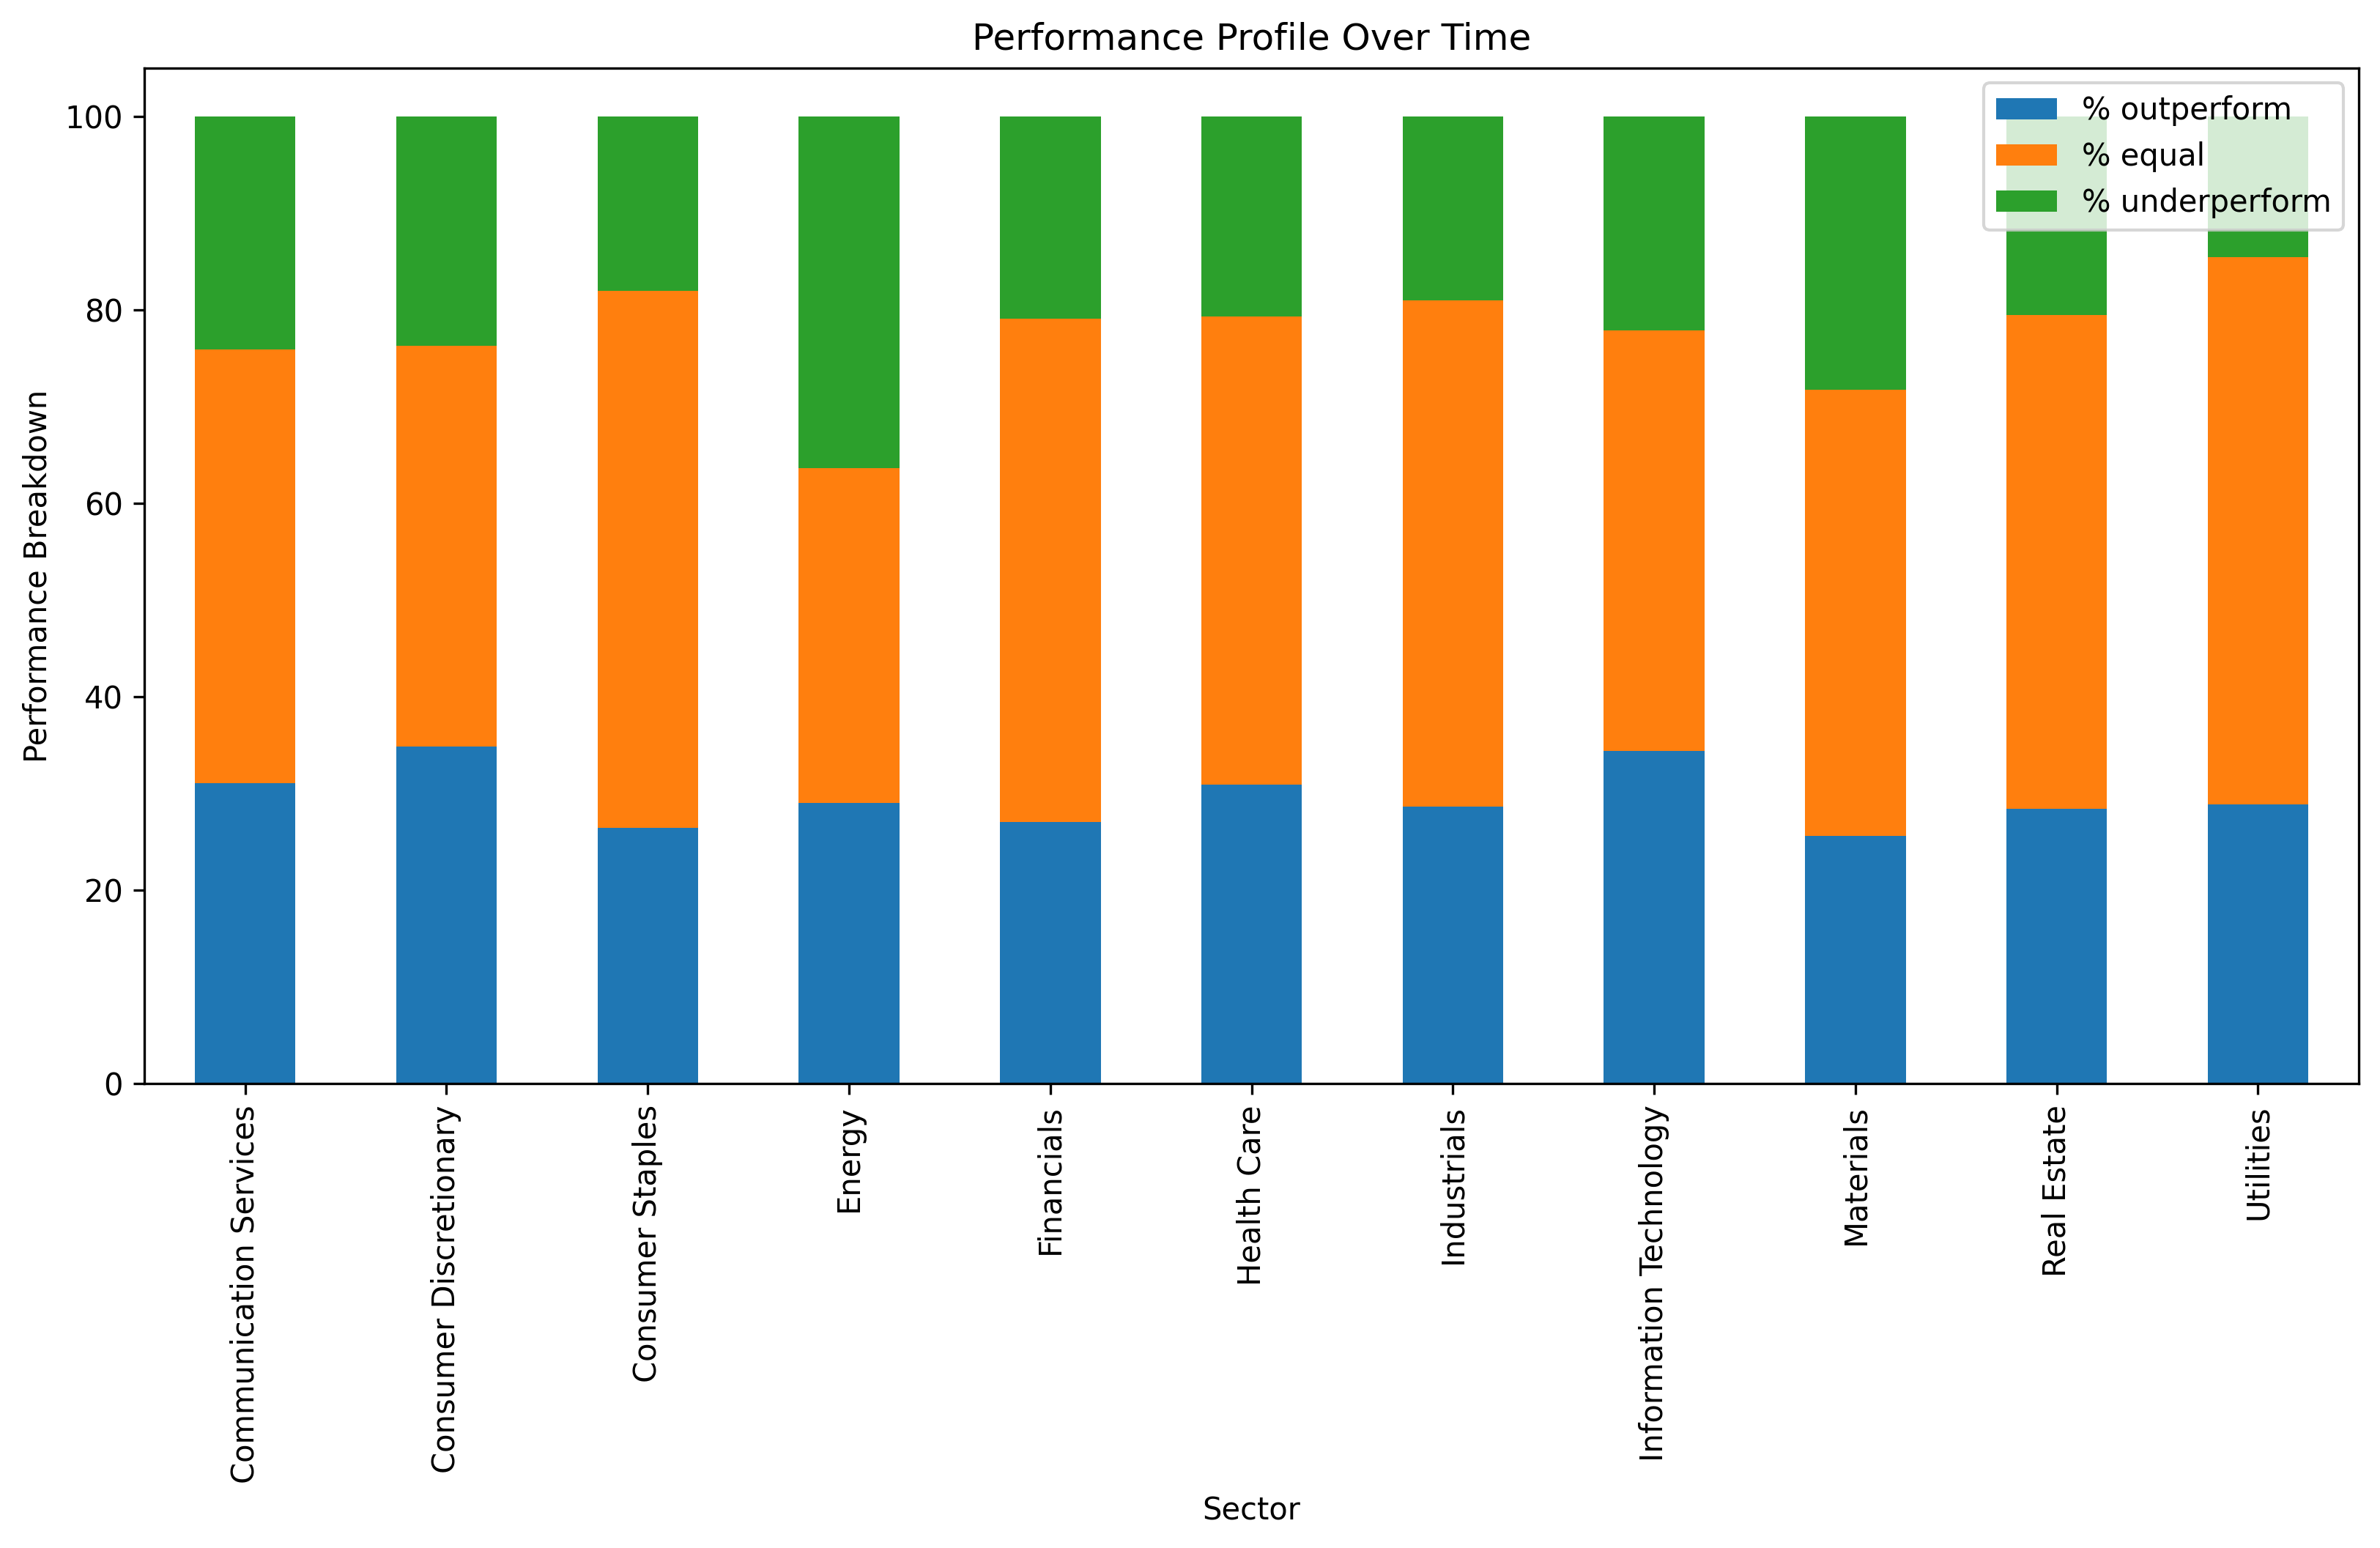 Performance Profile Over Time
% outperform
% equal
% underperform
Performance Breakdown
100
80
60
40
20
0
Communication Services
Consumer Discretionary
Consumer Staples
Energy
Financials
Health Care
Industrials
Information Technology
Materials
Real Estate
Utilities
Sector